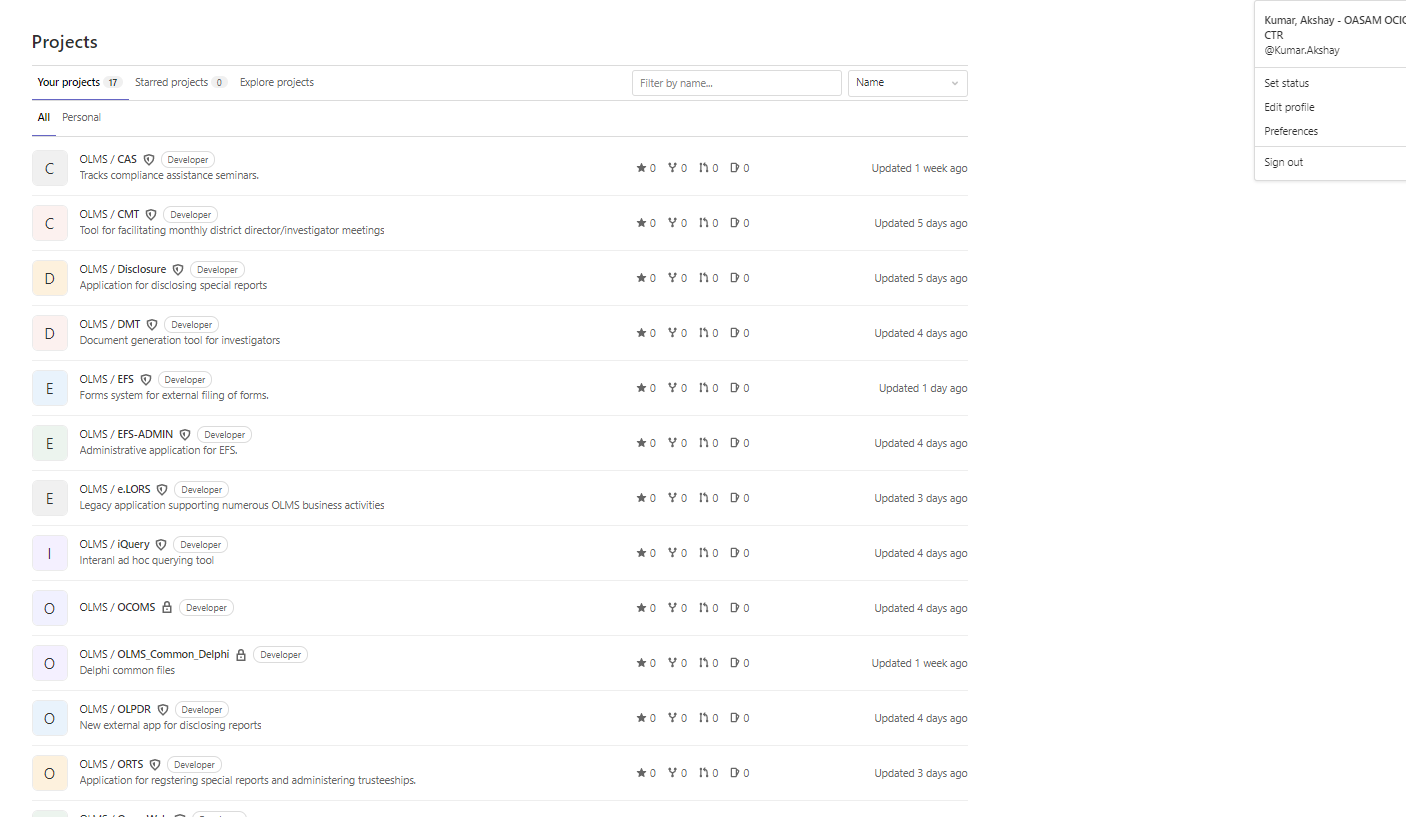 Projects
Your projects 17 Starred projects 0 Explore projects
Filter by name...
Name
All Personal
C
OLMS / CAS Developer
Tracks compliance assistance seminars.
0 0 0 0
Updated 1 week ago
C
OLMS / CMT Developer
Tool for facilitating monthly district director/investigator meetings
0 0 0 0
Updated 5 days ago
D
OLMS / Disclosure Developer
Application for disclosing special reports
0 0 0 0
Updated 5 days ago
D
OLMS / DMT Developer
Document generation tool for investigators
0 0 0 0
Updated 4 days ago
E
OLMS / EFS Developer
Forms system for external filing of forms.
0 0 0 0
Updated 1 day ago
E
OLMS / EFS-ADMIN Developer
Administrative application for EFS.
0 0 0 0
Updated 4 days ago
E
OLMS / e.LORS Developer
Legacy application supporting numerous OLMS business activities
0 0 0 0
Updated 3 days ago
I
OLMS / iQuery Developer
Interanl ad hoc querying tool
0 0 0 0
Updated 4 days ago
O
OLMS / OCOMS Developer
0 0 0 0
Updated 4 days ago
O
OLMS / OLMS_Common_Delphi Developer
Delphi common files
0 0 0 0
Updated 1 week ago
O
OLMS / OLPDR Developer
New external app for disclosing reports
0 0 0 0
Updated 4 days ago
O
OLMS / ORTS Developer
Application for regstering special reports and administering trusteeships.
0 0 0 0
Updated 3 days ago
OLMS /
Kumar, Akshay - OASAM OCIO
CTR
@Kumar.Akshay
Set status
Edit profile
Preferences
Sign out